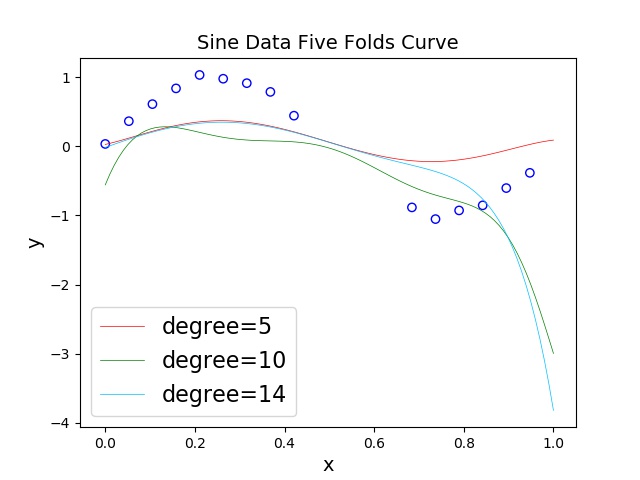 Sine Data Five Folds Curve
y
1
0
−1
−2
−3
−4
degree=5
degree=10
degree=14
0.0 0.2 0.4 0.6 0.8 1.0
x